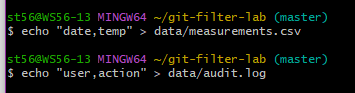 st56@WS56-13 MINGW64 ~/git-filter-lab (master)
$ echo "date,temp" > data/measurements.csv
st56@WS56-13 MINGW64 ~/git-filter-lab (master)
$ echo "user,action" > data/audit.log